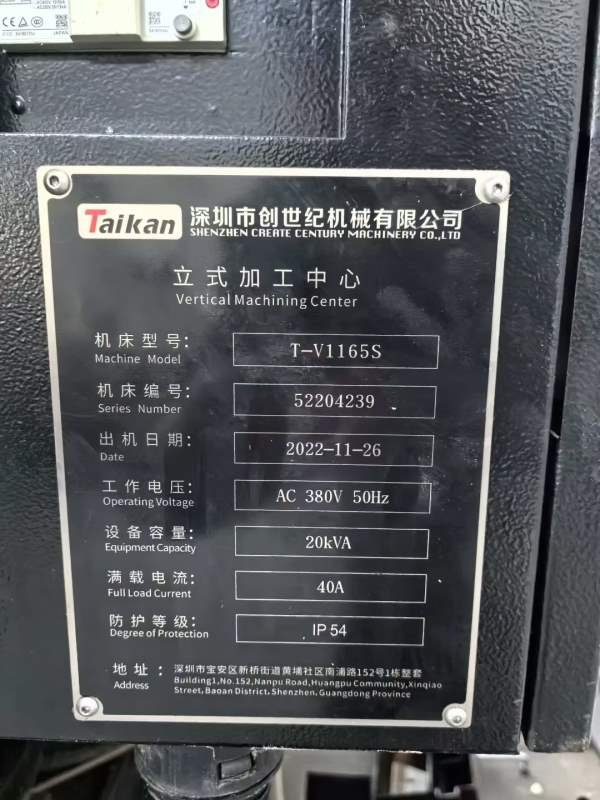 Taikan 深圳市创世纪机械有限公司
SHENZHEN CREATE CENTURY MACHINERY CO.,LTD
立式加工中心
Vertical Machining Center
机床型号: T-V1165S
Machine Model
机床编号: 52204239
Series Number
出机日期: 2022-11-26
Date
工作电压: AC 380V 50Hz
Operating Voltage
设备容量: 20kVA
Equipment Capacity
满载电流: 40A
Full Load Current
防护等级: IP54
Degree of Protection
地址: 深圳市宝安区新桥街道黄埔社区南浦路152号1栋整套
Address Building1,No.152,Nanpu Road,Huangpu Community,Xinqiao
Street,Baoan District,Shenzhen,Guangdong Province